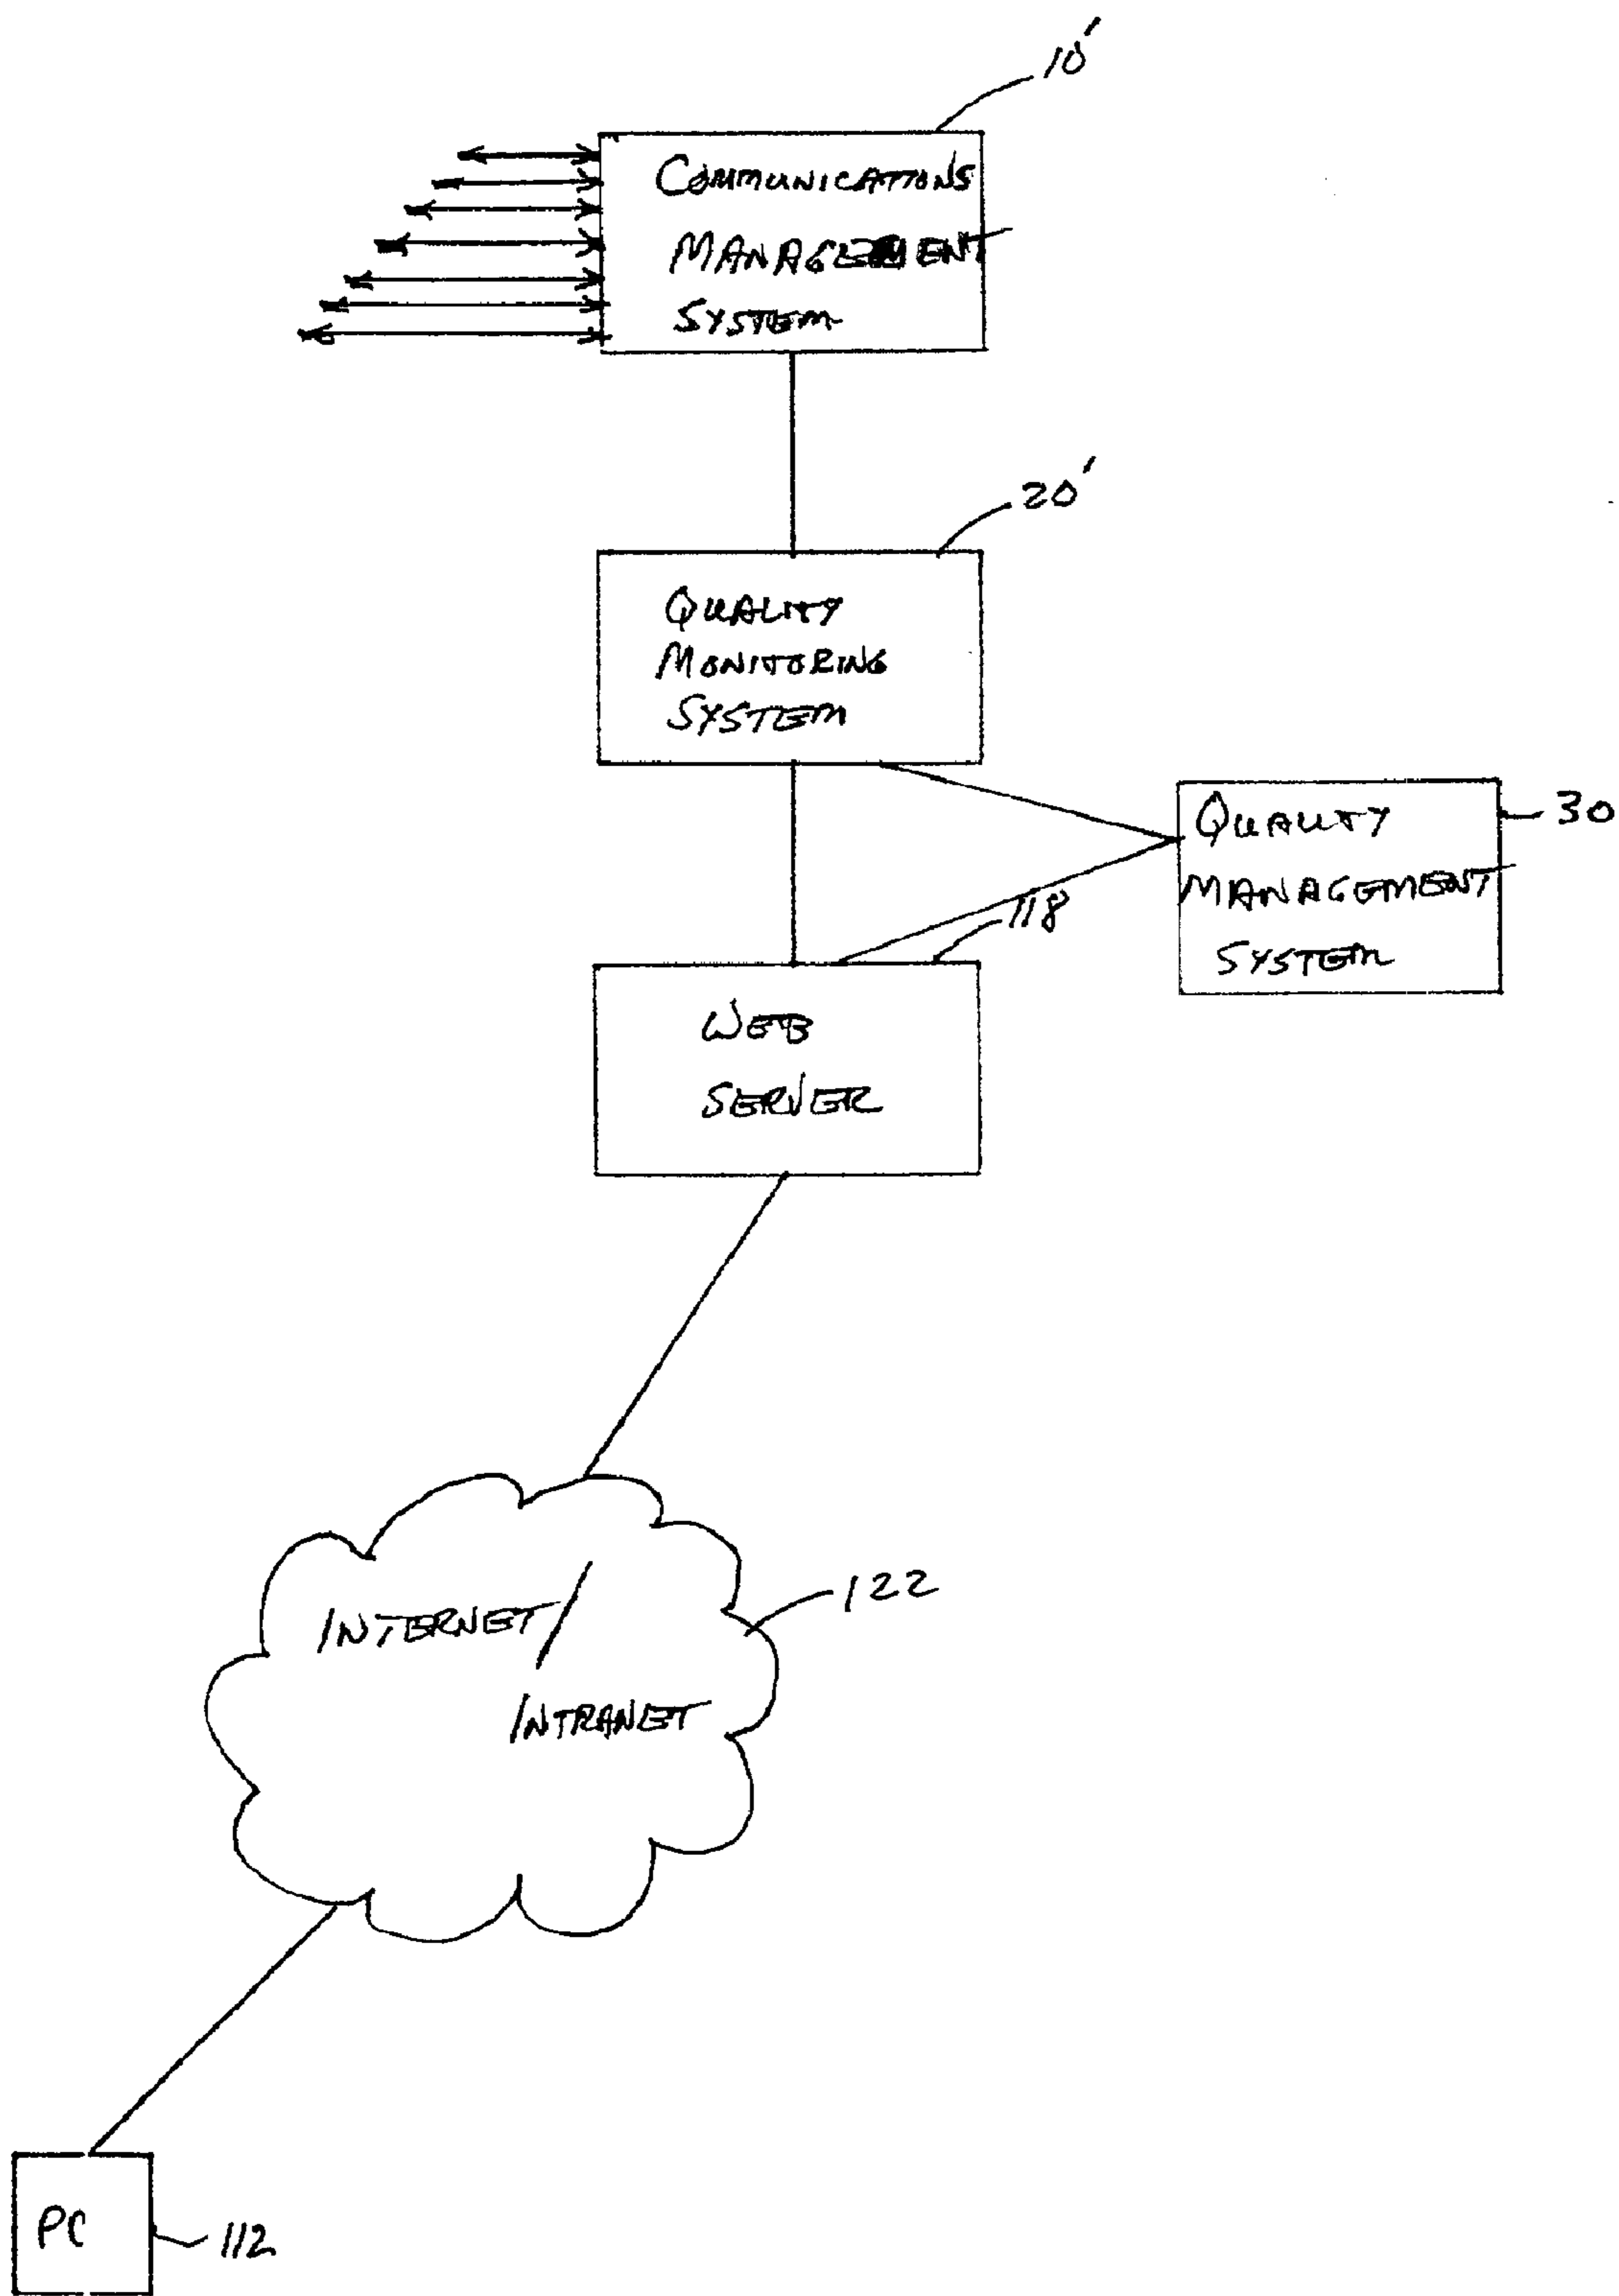 10'
COMMUNICATIONS
MANAGEMENT
SYSTEM
20'
QUALITY
MONITORING
SYSTEM
30
QUALITY
MANAGEMENT
SYSTEM
118
WEB
SERVER
122
INTERNET/
INTRANET
PC
112